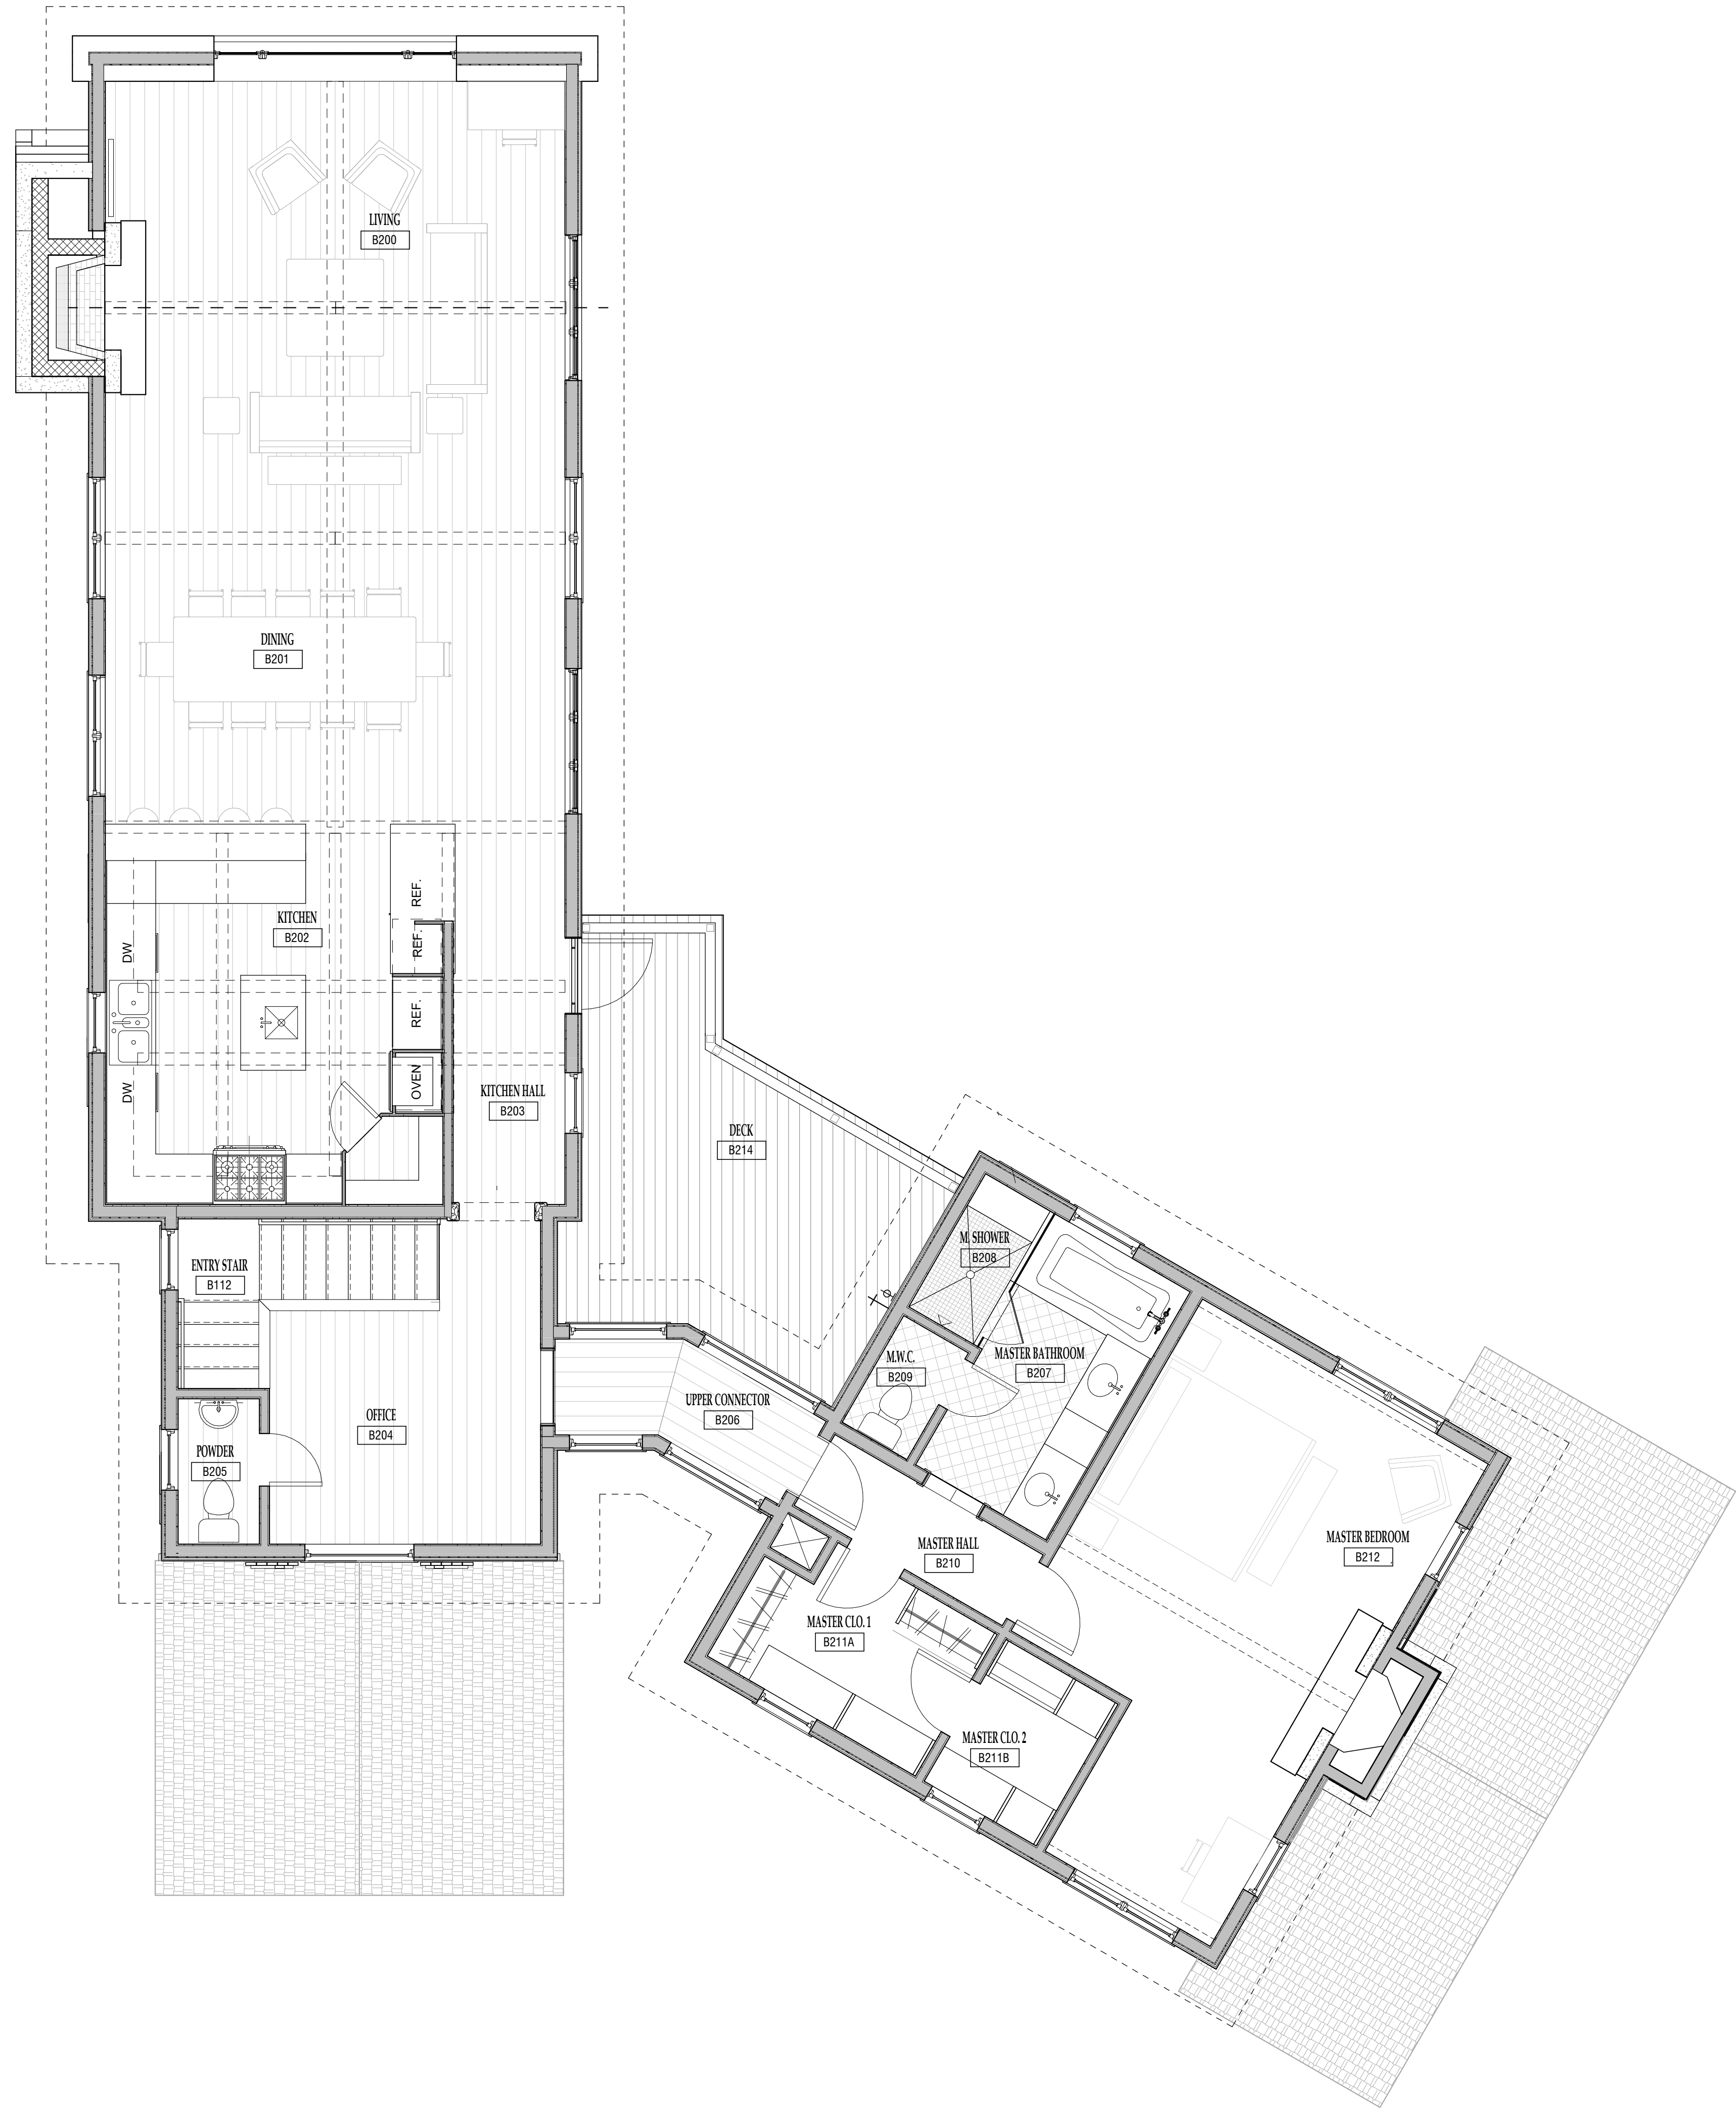 LIVING
B200
DINING
B201
KITCHEN
B202
REF.
REF.
REF.
OVEN
DW
DW
KITCHEN HALL
B203
DECK
B214
ENTRY STAIR
B112
OFFICE
B204
POWDER
B205
UPPER CONNECTOR
B206
M. SHOWER
B208
MASTER BATHROOM
B207
M.W.C.
B209
MASTER HALL
B210
MASTER BEDROOM
B212
MASTER CLO. 1
B211A
MASTER CLO. 2
B211B